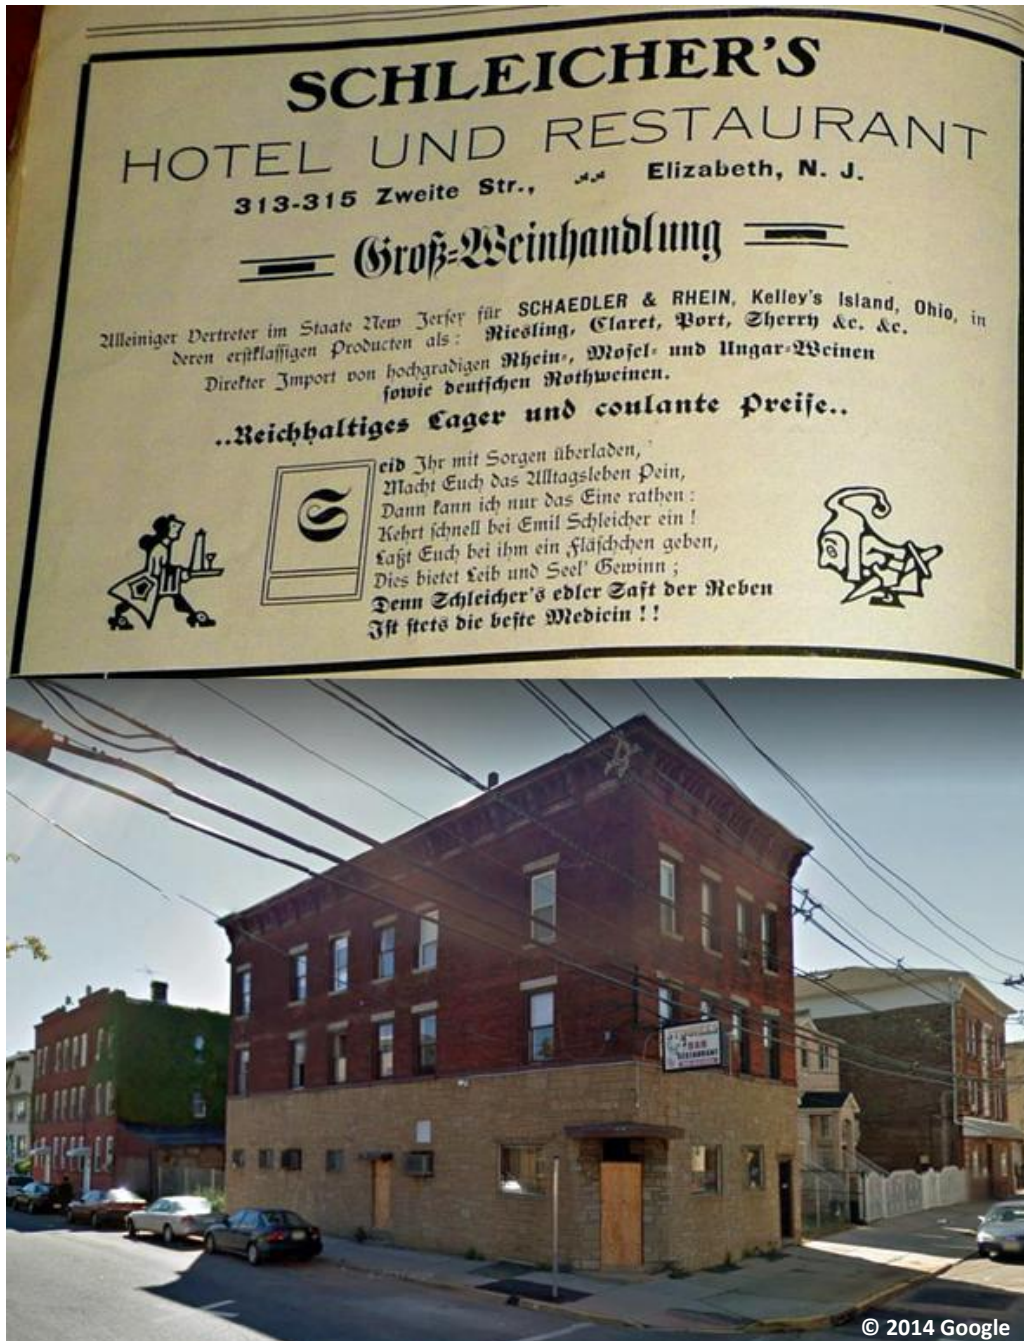 SCHLEICHER'S
HOTEL UND RESTAURANT
313-315 Zweite Str., Elizabeth, N. J.
Groß-Weinhandlung
Alleiniger Vertreter im Staate New Jersey für SCHAEDLER & RHEIN, Kelley's Island, Ohio, in
deren erstklassigen Producten als: Riesling, Claret, Port, Sherry &c. &c.
Direkter Import von hochgradigen Rhein-, Mosel- und Ungar-Weinen
sowie deutschen Rothweinen.
..Reichhaltiges Lager und coulante Preise..
Seid Ihr mit Sorgen überladen,
Macht Euch das Alltagsleben Pein,
Dann kann ich nur das Eine rathen:
Kehrt schnell bei Emil Schleicher ein!
Laßt Euch bei ihm ein Fläschchen geben,
Dies bietet Leib und Seel' Gewinn;
Denn Schleicher's edler Saft der Reben
Ist stets die beste Medicin!!
BAR
RESTAURANT
© 2014 Google